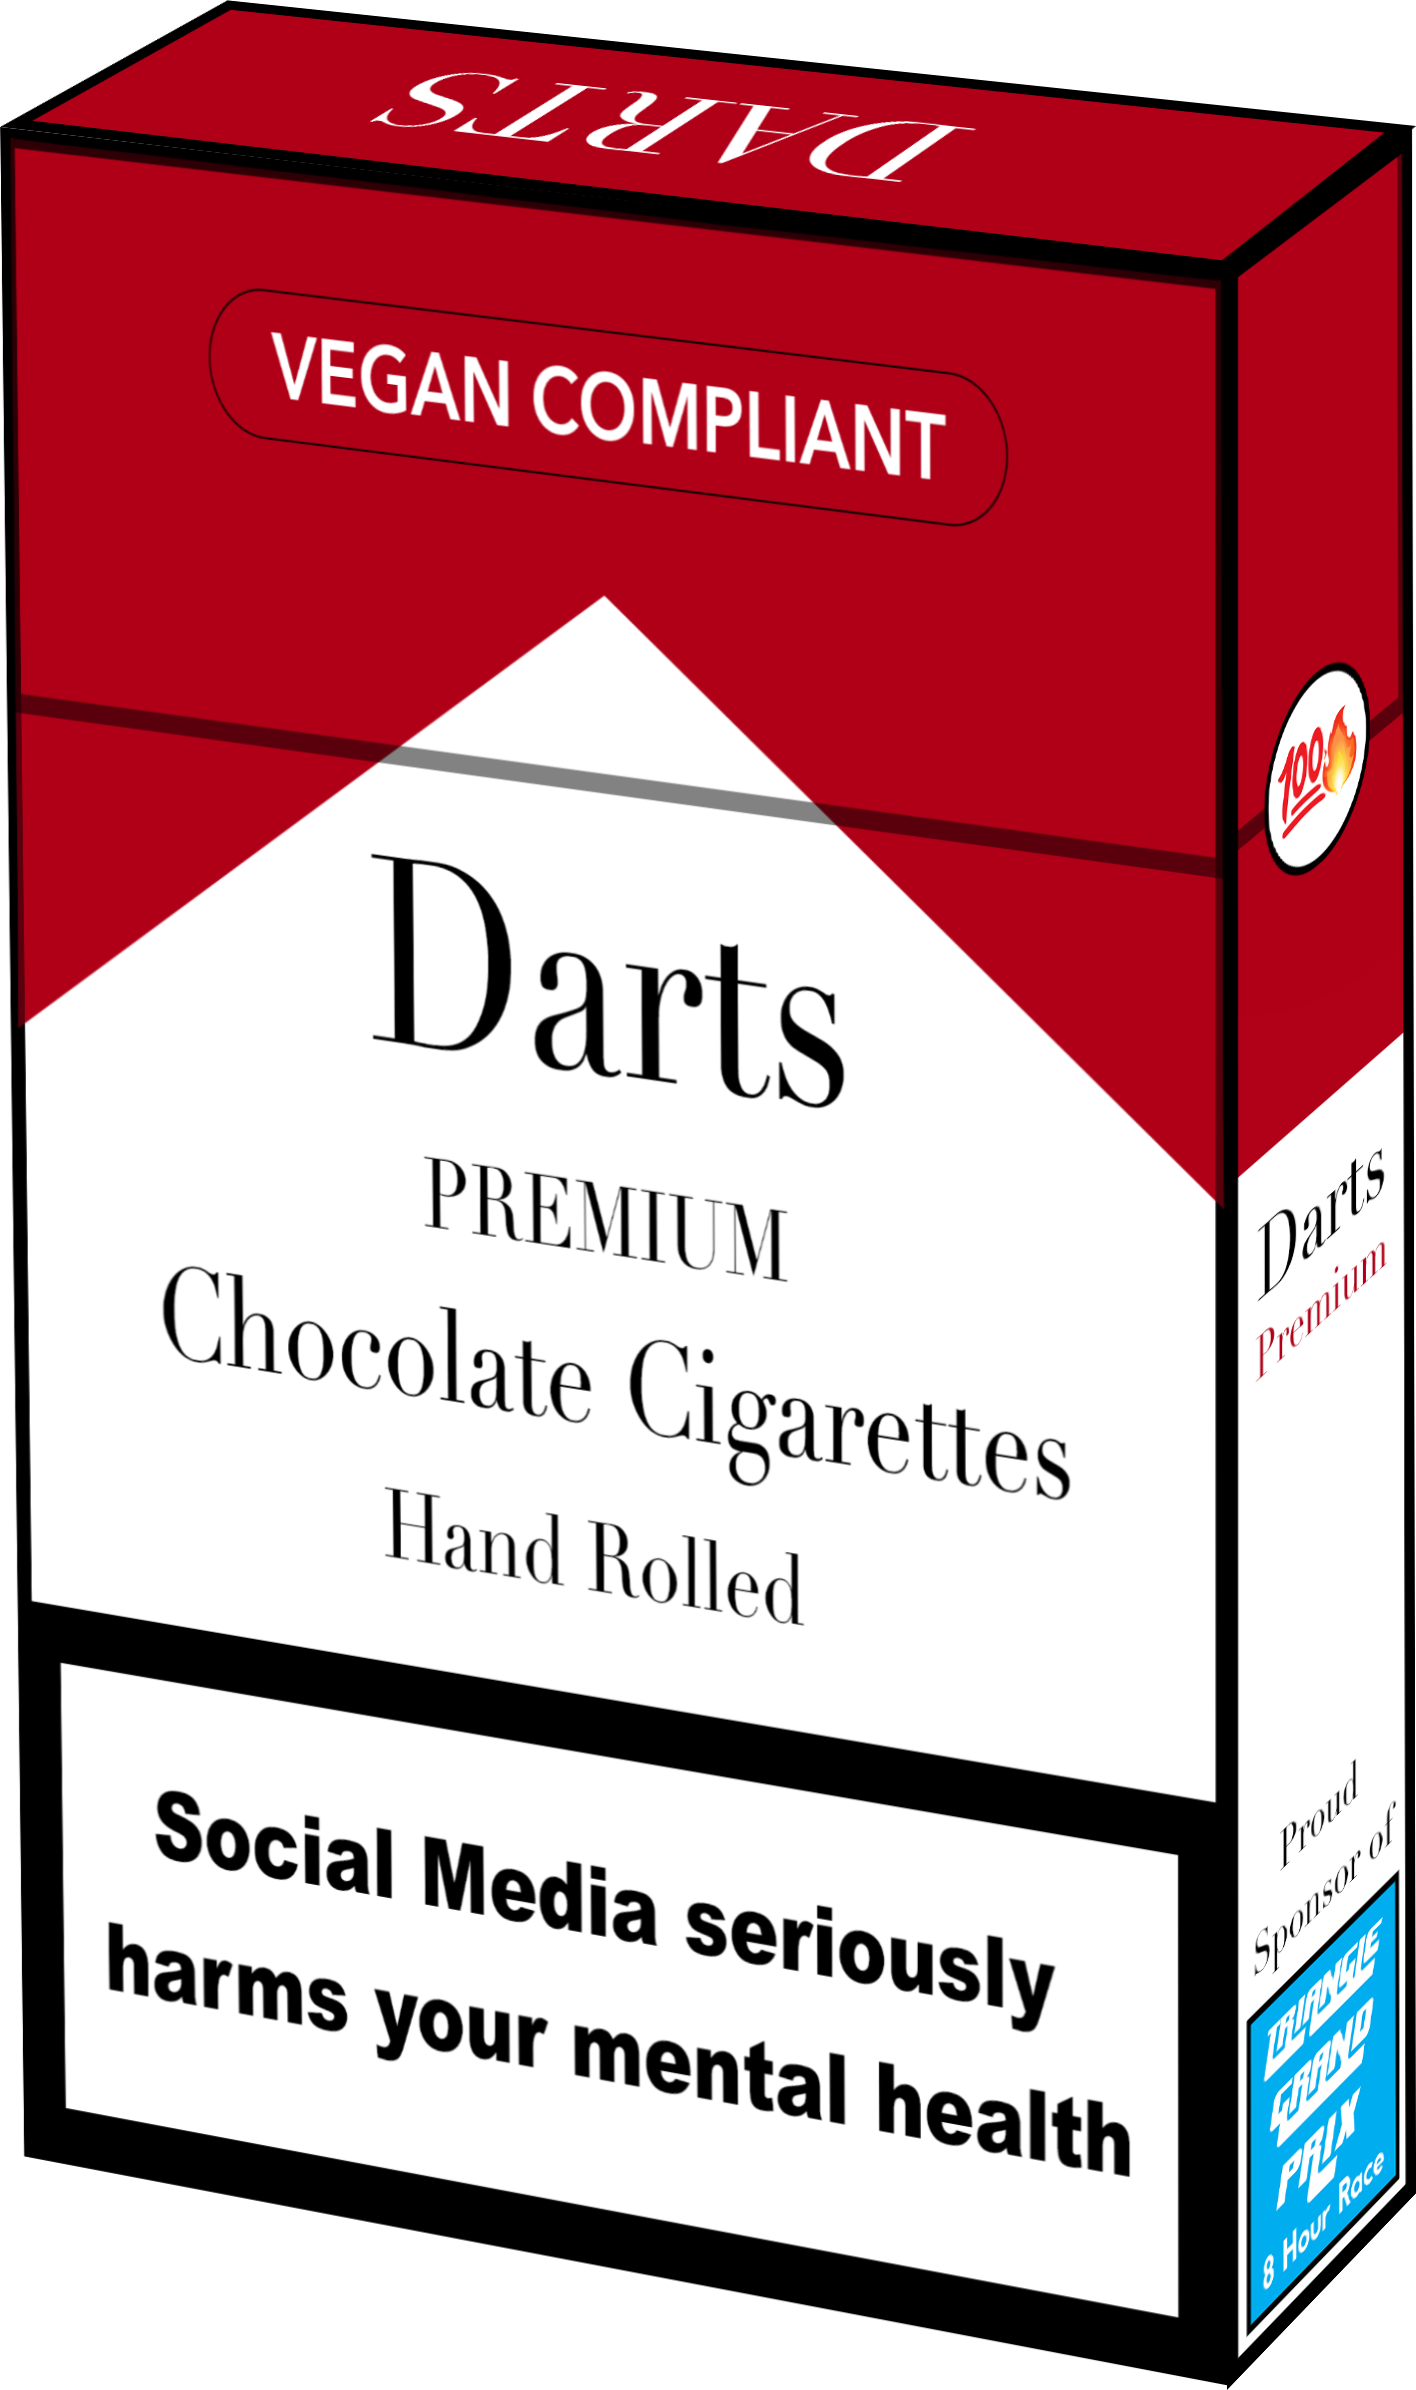 DARTS
VEGAN COMPLIANT
Darts
PREMIUM
Chocolate Cigarettes
Hand Rolled
Social Media seriously
harms your mental health
100
Darts
Premium
Proud
Sponsor of
TRIANGLE
GRAND
PRIX
8 Hour Race